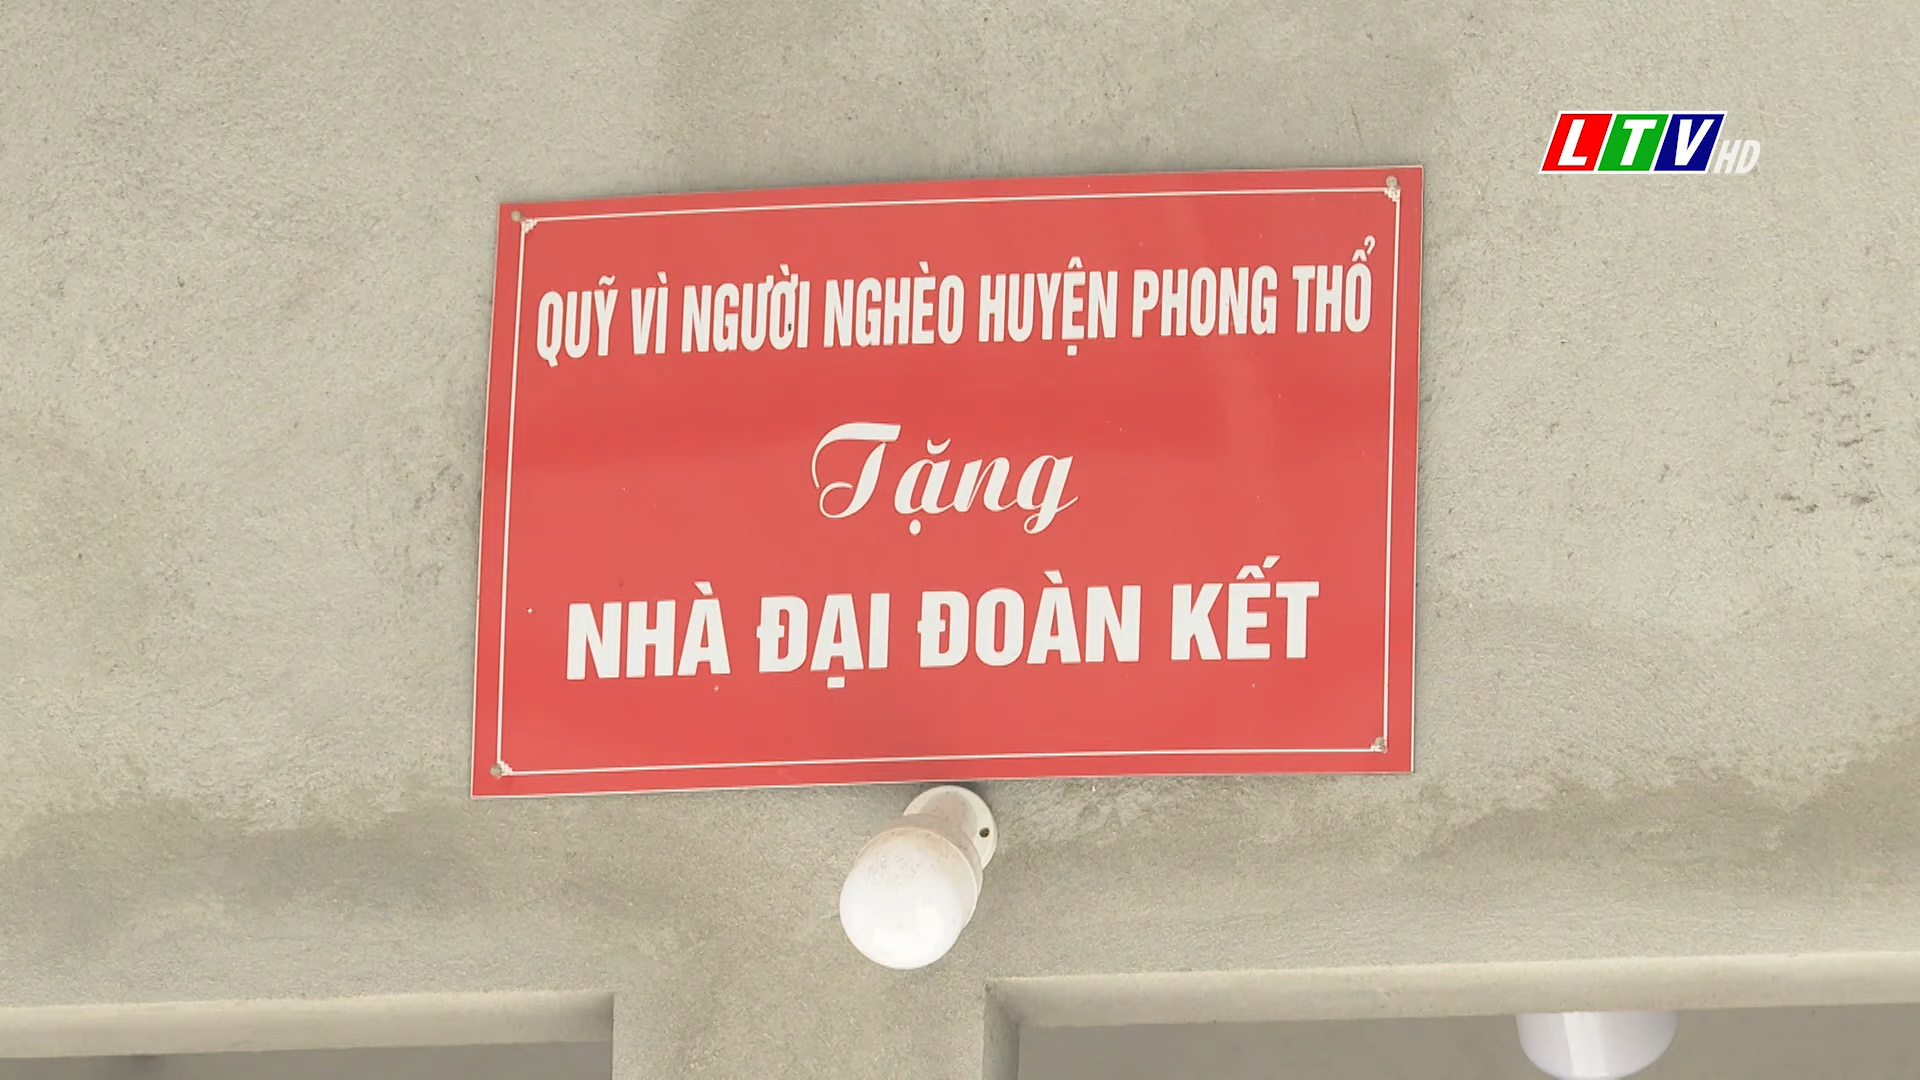 LTV HD
QUỸ VÌ NGƯỜI NGHÈO HUYỆN PHONG THỔ
Tặng
NHÀ ĐẠI ĐOÀN KẾT